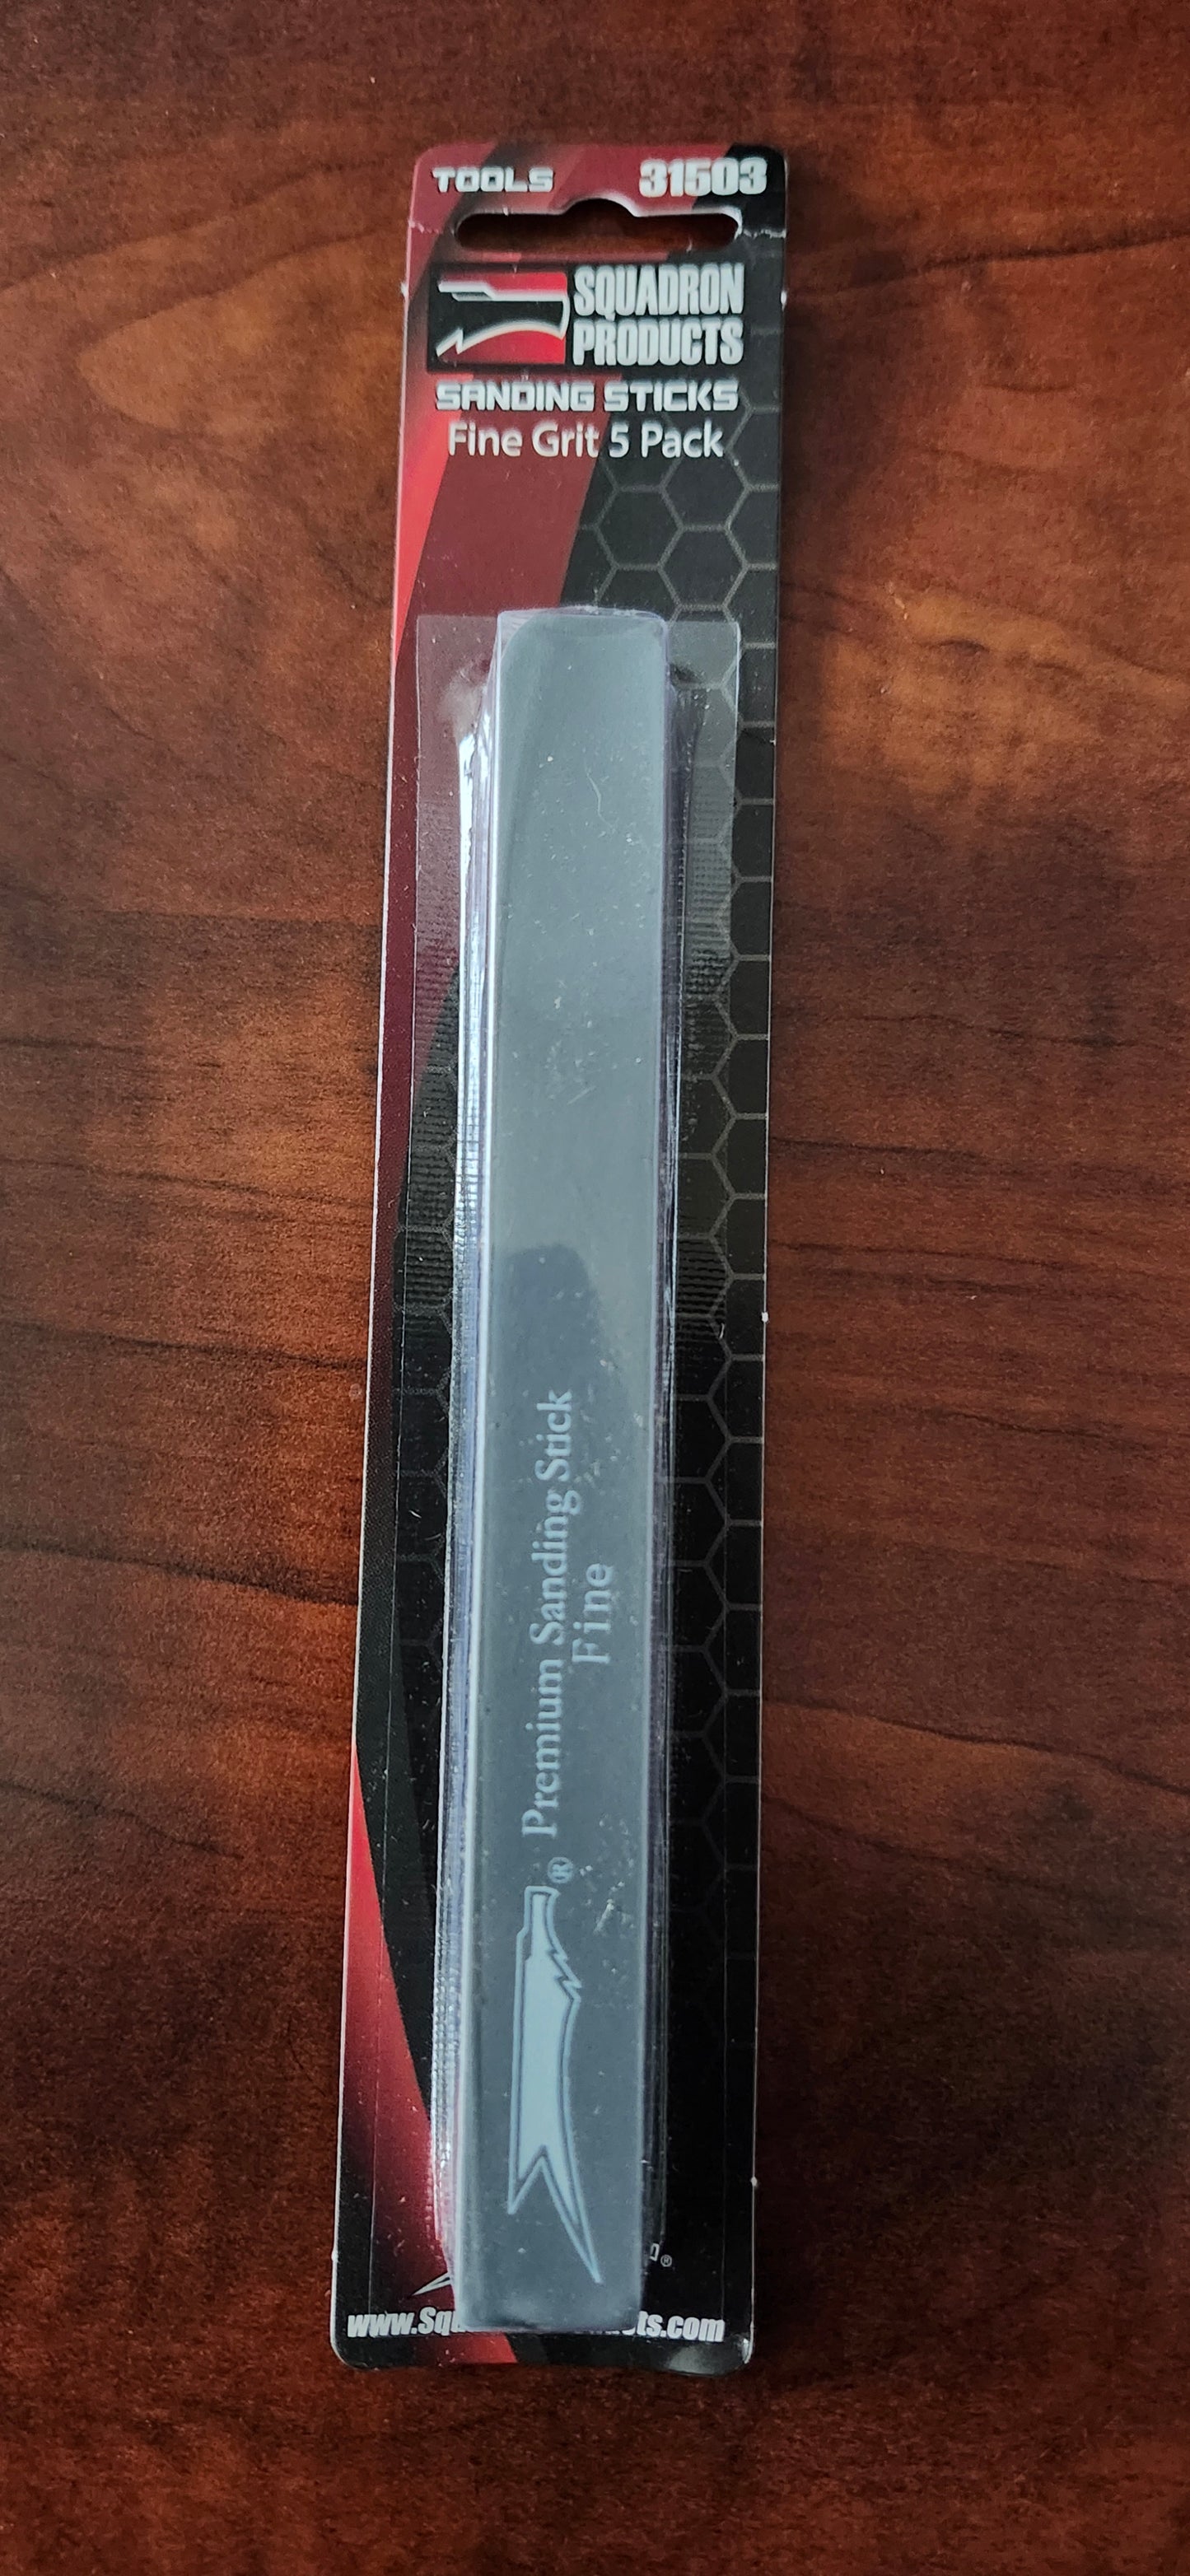 TOOLS 31503
SQUADRON
PRODUCTS
SANDING STICKS
Fine Grit 5 Pack
® Premium Sanding Stick
Fine
®